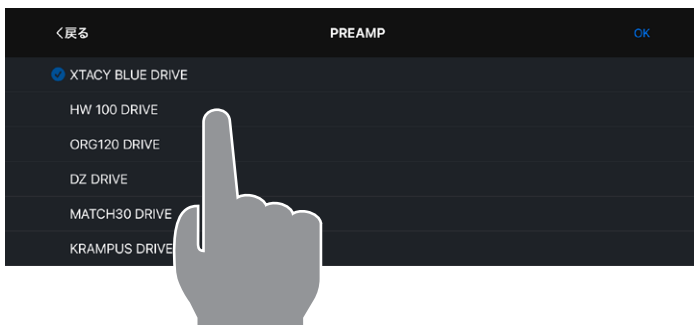 く戻る PREAMP OK
XTACY BLUE DRIVE
HW 100 DRIVE
ORG120 DRIVE
DZ DRIVE
MATCH30 DRIVE
KRAMPUS DRIVE